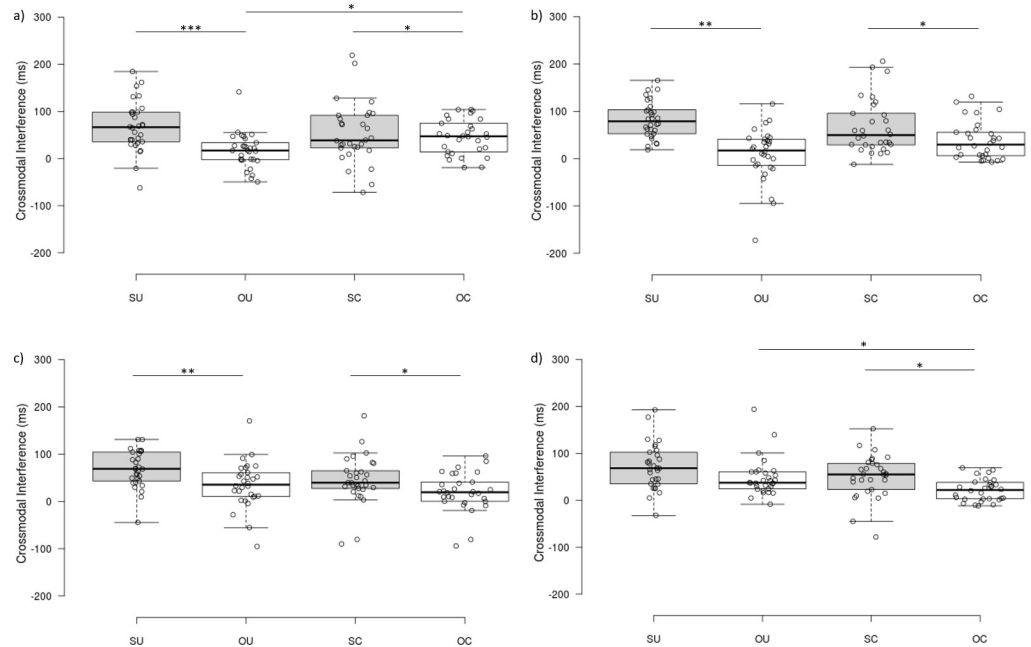 a)
Crossmodal Interference (ms)
300
200
100
0
-100
-200
***
*
*
SU
OU
SC
OC
b)
Crossmodal Interference (ms)
300
200
100
0
-100
-200
**
*
SU
OU
SC
OC
c)
Crossmodal Interference (ms)
300
200
100
0
-100
-200
**
*
SU
OU
SC
OC
d)
Crossmodal Interference (ms)
300
200
100
0
-100
-200
*
*
SU
OU
SC
OC